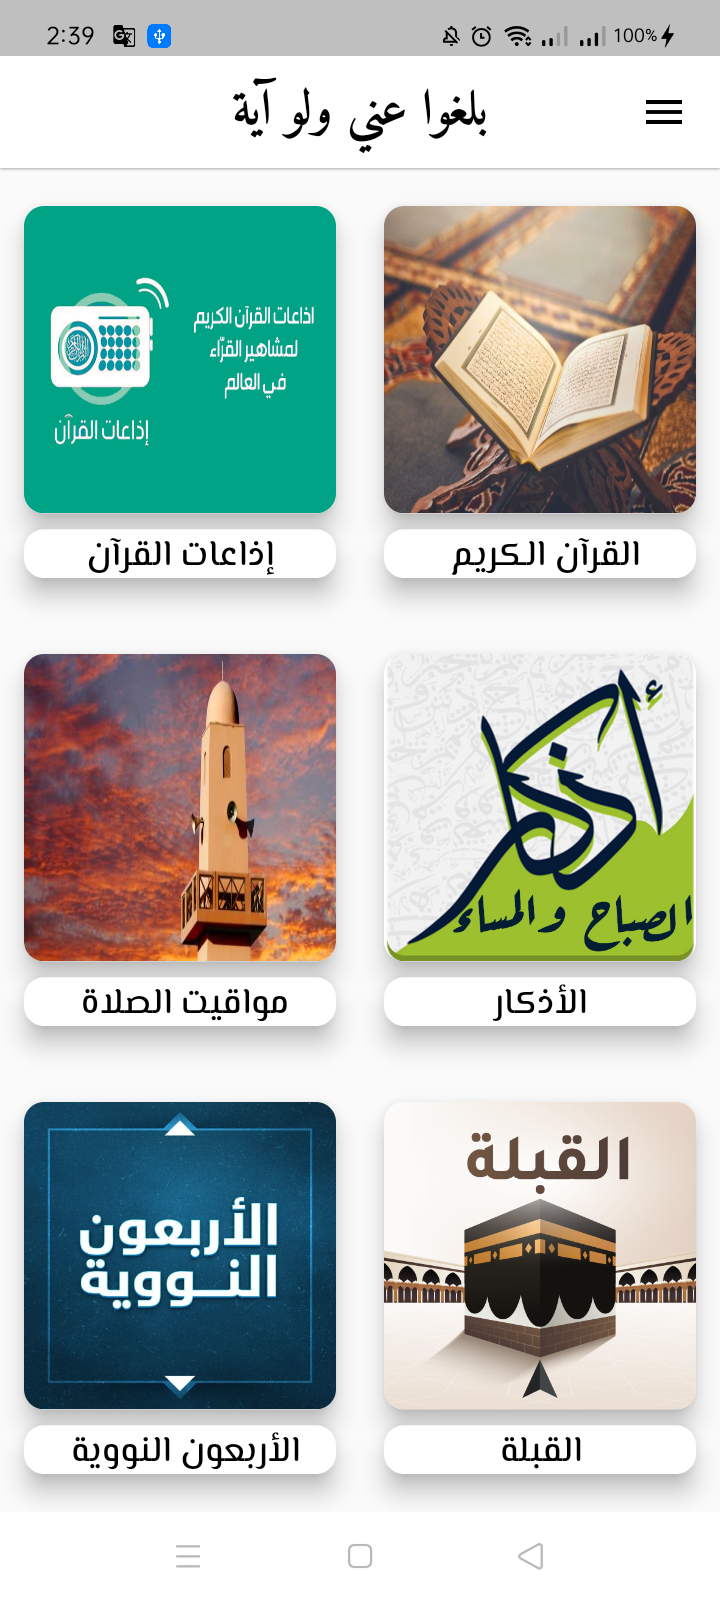 2:39
100%
بلغوا عني ولو آية
اذاعات القرآن الكريم
لمشاهير القرّاء
في العالم
إذاعات القرآن
القرآن الكريم
إذاعات القرآن
أذكار
الصباح والمساء
الأذكار
مواقيت الصلاة
القبلة
الأربعون
النــووية
القبلة
الأربعون النووية